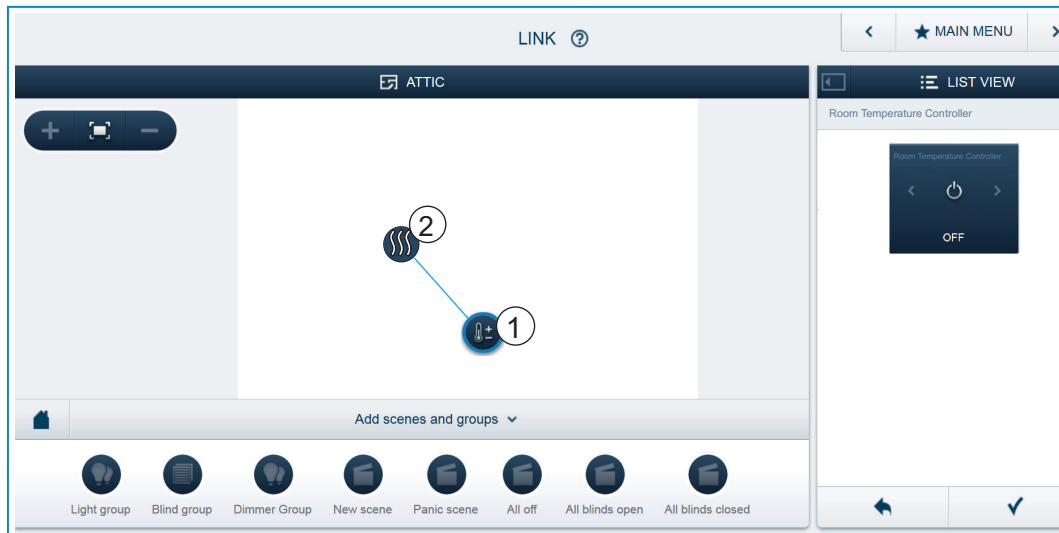 LINK ?
MAIN MENU
ATTIC
LIST VIEW
Room Temperature Controller
Room Temperature Controller
OFF
2
1
Add scenes and groups
Light group
Blind group
Dimmer Group
New scene
Panic scene
All off
All blinds open
All blinds closed